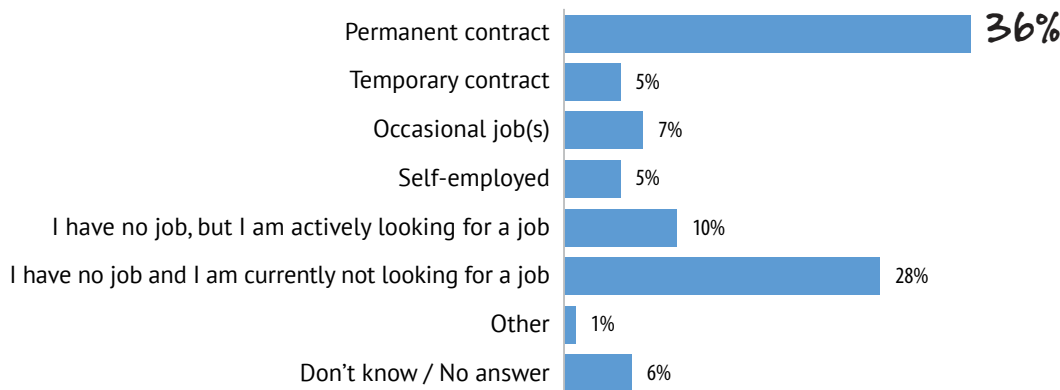 Permanent contract 36%
Temporary contract 5%
Occasional job(s) 7%
Self-employed 5%
I have no job, but I am actively looking for a job 10%
I have no job and I am currently not looking for a job 28%
Other 1%
Don’t know / No answer 6%